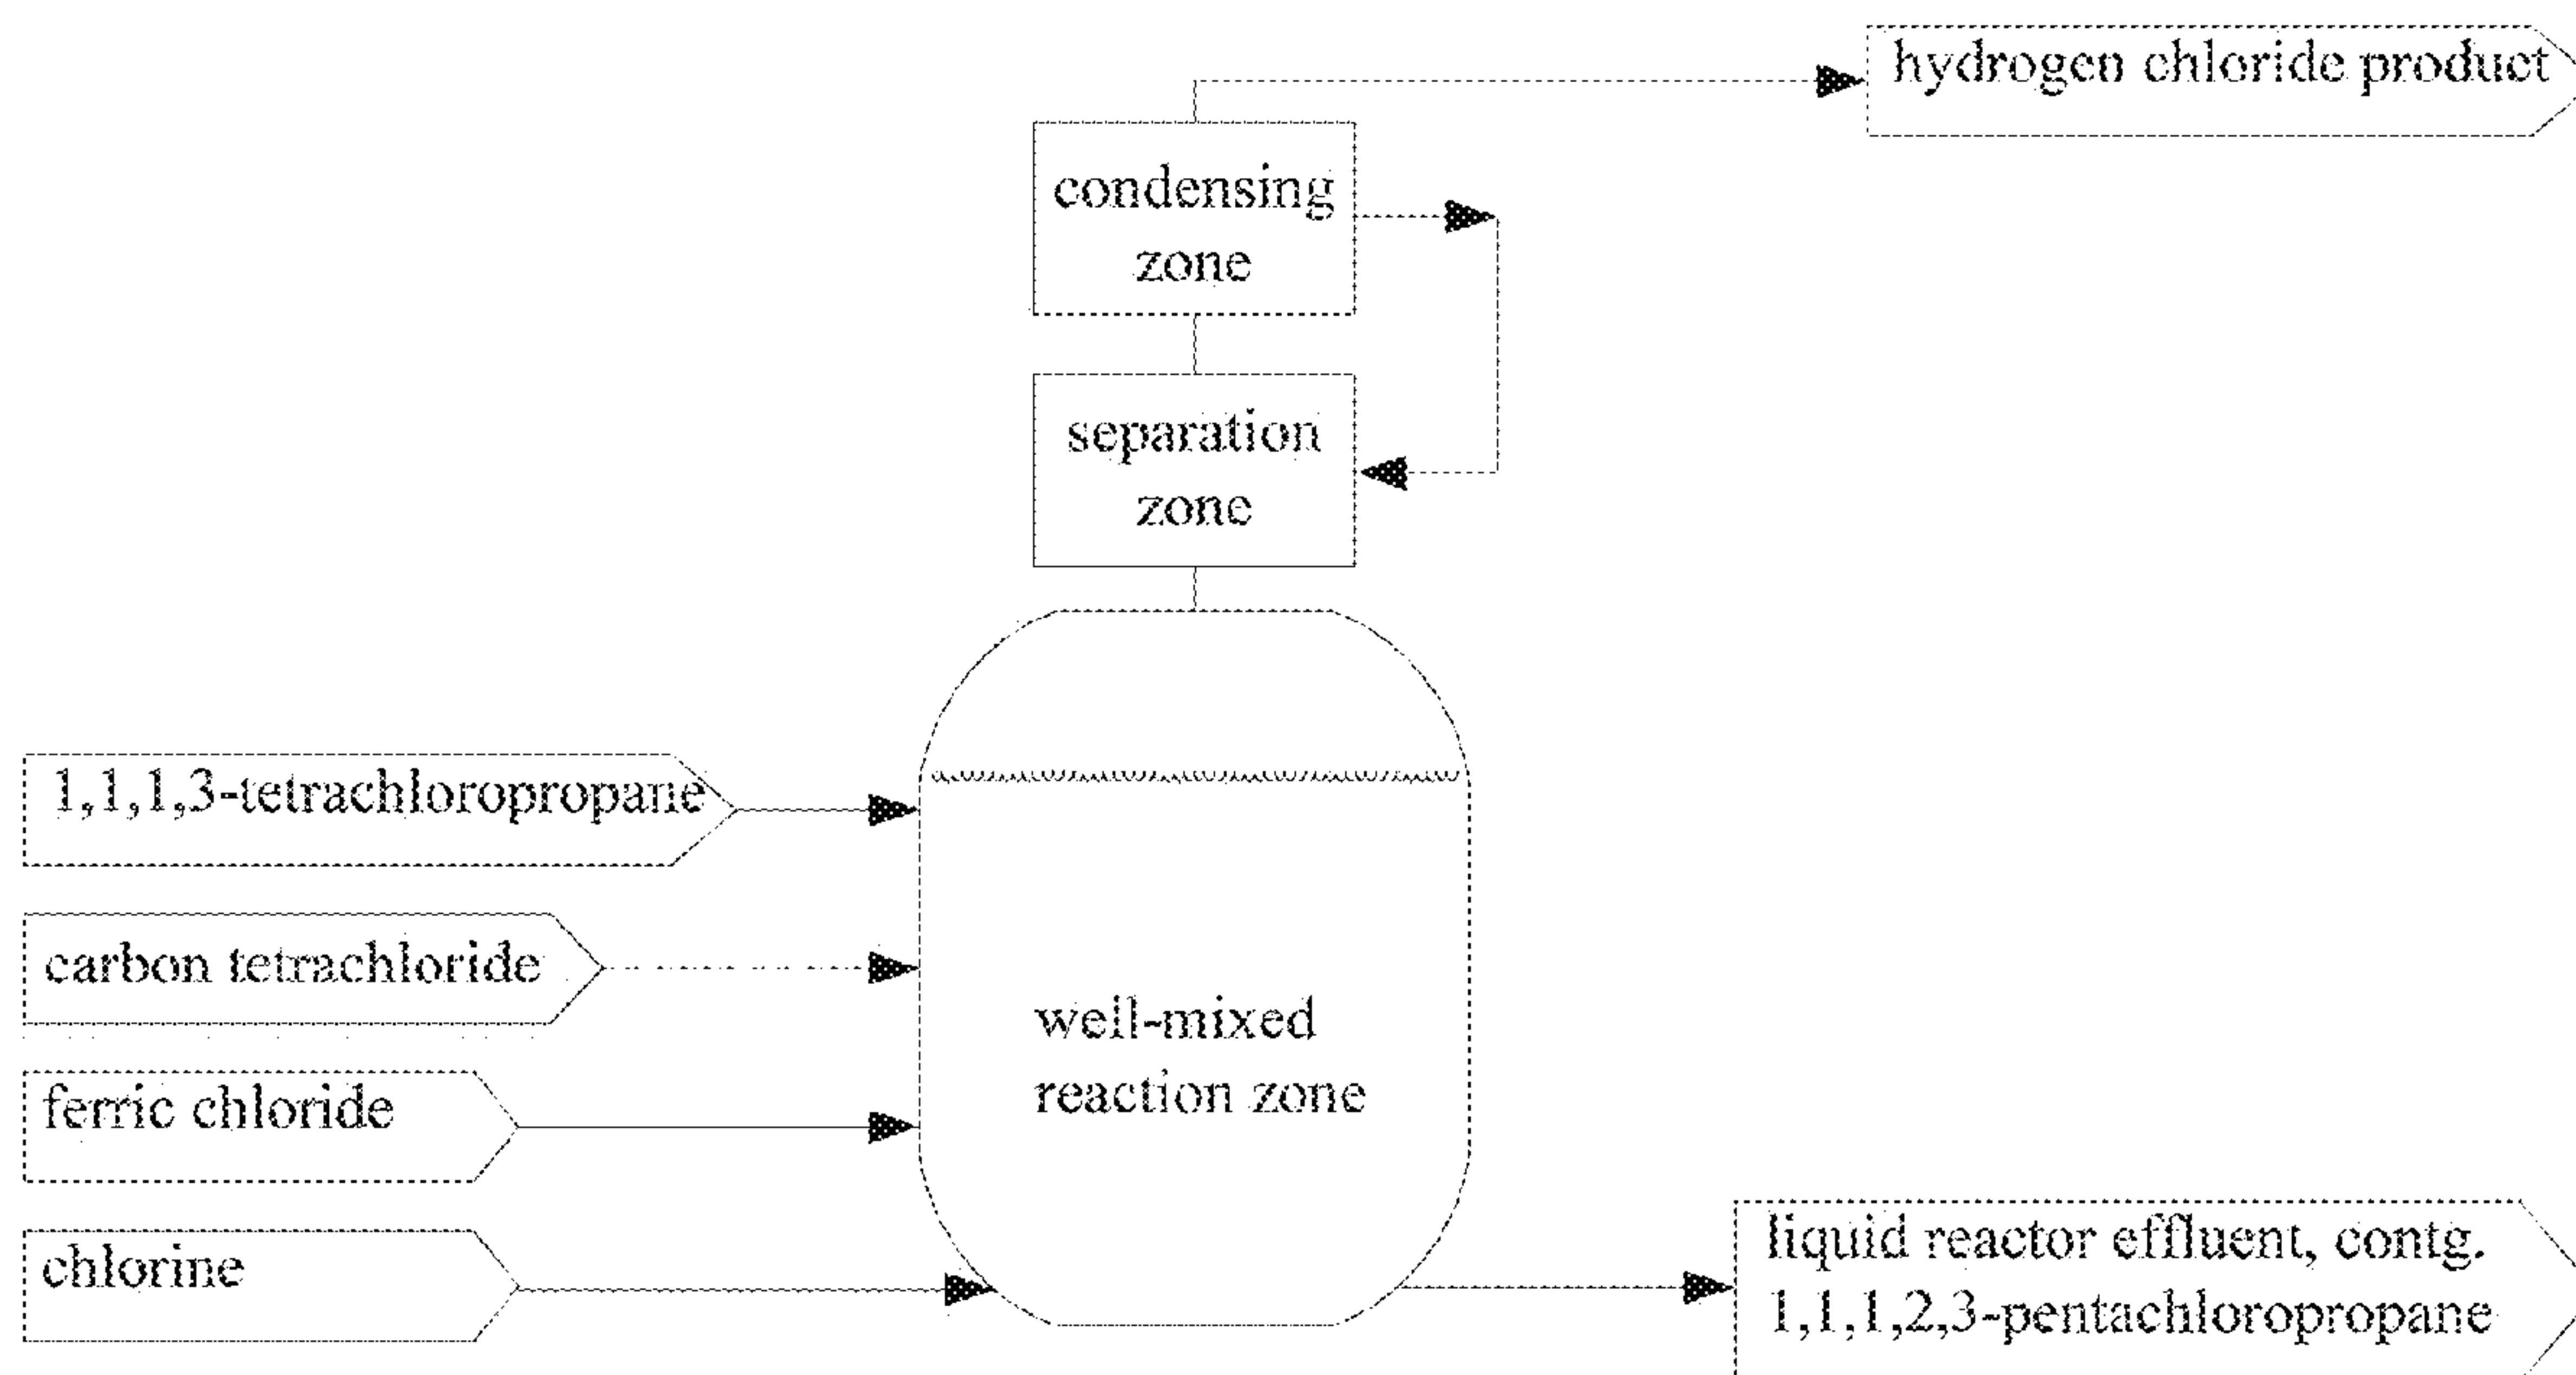 hydrogen chloride product
condensing
zone
separation
zone
1,1,1,3-tetrachloropropane
carbon tetrachloride
ferric chloride
chlorine
well-mixed
reaction zone
liquid reactor effluent, contg.
1,1,1,2,3-pentachloropropane